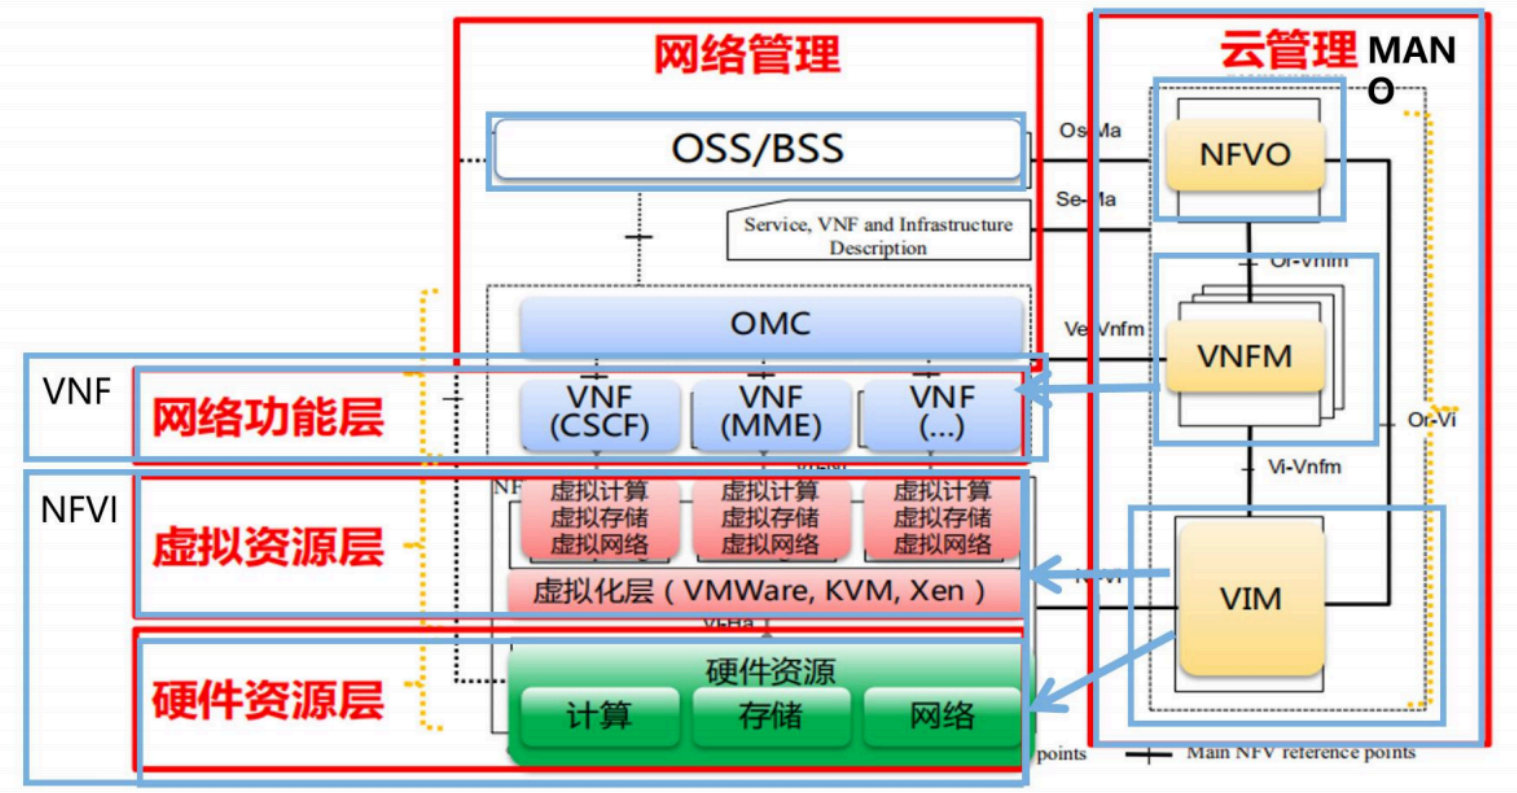 网络管理
云管理 MAN
O
OSS/BSS
Os-Ma
NFVO
Se-Ma
Service, VNF and Infrastructure
Description
Or-Vnfm
OMC
Ve-Vnfm
VNFM
VNF
网络功能层
VNF
(CSCF)
VNF
(MME)
VNF
(...)
Or-Vi
Vi-Vnfm
NFVI
虚拟资源层
NF
虚拟计算
虚拟存储
虚拟网络
虚拟计算
虚拟存储
虚拟网络
虚拟计算
虚拟存储
虚拟网络
虚拟化层（VMWare, KVM, Xen）
VIM
Vi-Ha
硬件资源层
硬件资源
计算
存储
网络
points
Main NFV reference points